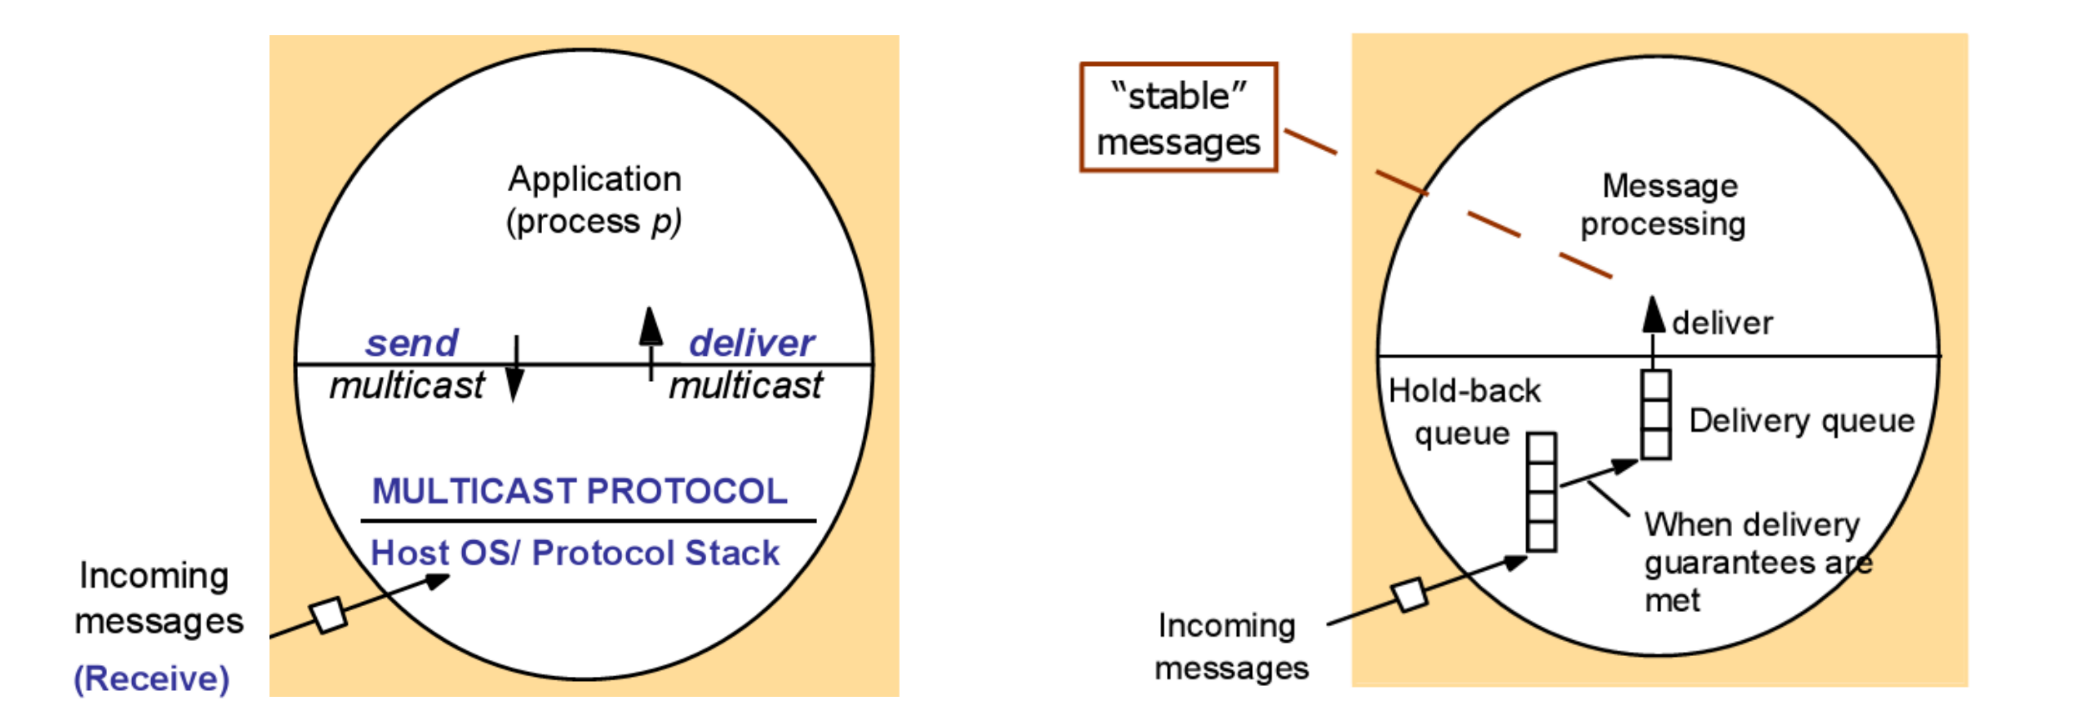 Application
(process p)
send
deliver
multicast
multicast
MULTICAST PROTOCOL
Host OS/ Protocol Stack
Incoming
messages
(Receive)
“stable”
messages
Message
processing
deliver
Hold-back
queue
Delivery queue
When delivery
guarantees are
met
Incoming
messages